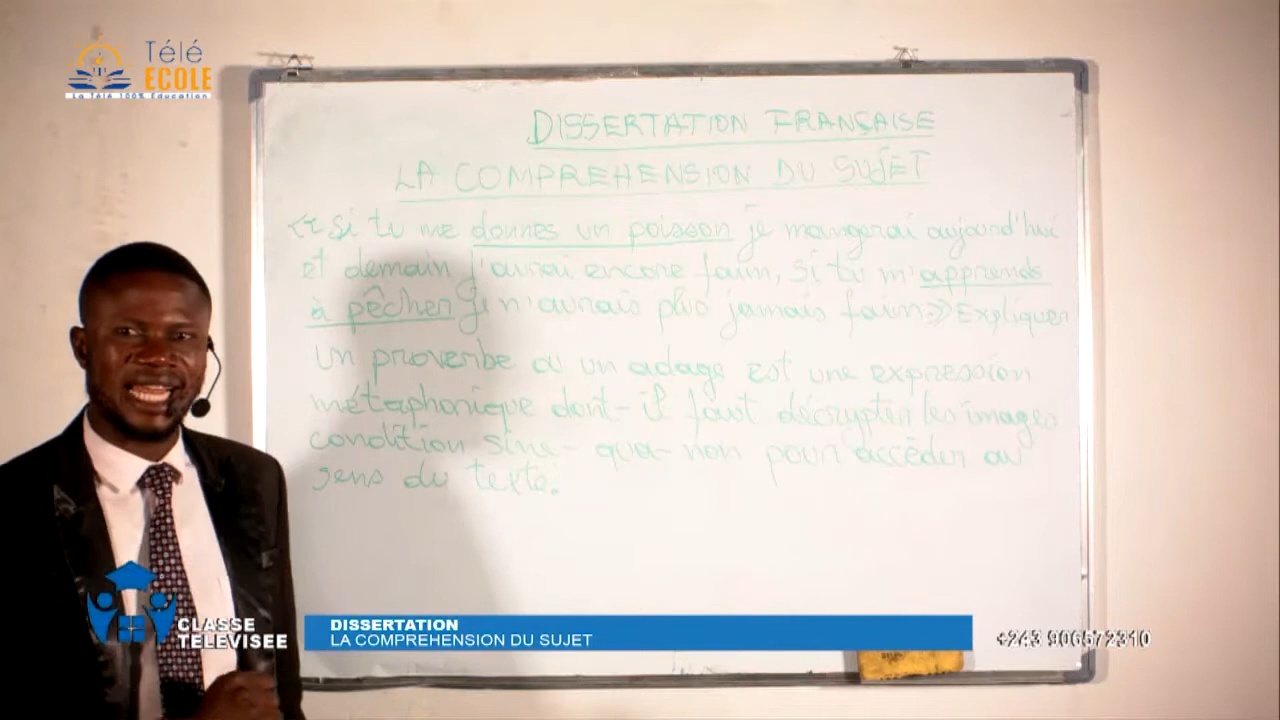 Télé
ECOLE
La Télé 100% Education
DISSERTATION FRANÇAISE
LA COMPREHENSION DU SUJET
<< Si tu me donnes un poisson je mangerai aujourd'hui
et demain j'aurai encore faim, si tu m'apprends
à pêcher je n'aurais plus jamais faim >> Expliquer
Un proverbe ou un adage est une expression
métaphorique dont-il faut décrypter les images
condition sine-qua-non pour accéder au
sens du texte.
CLASSE
TELEVISEE
DISSERTATION
LA COMPREHENSION DU SUJET
+243 906572310